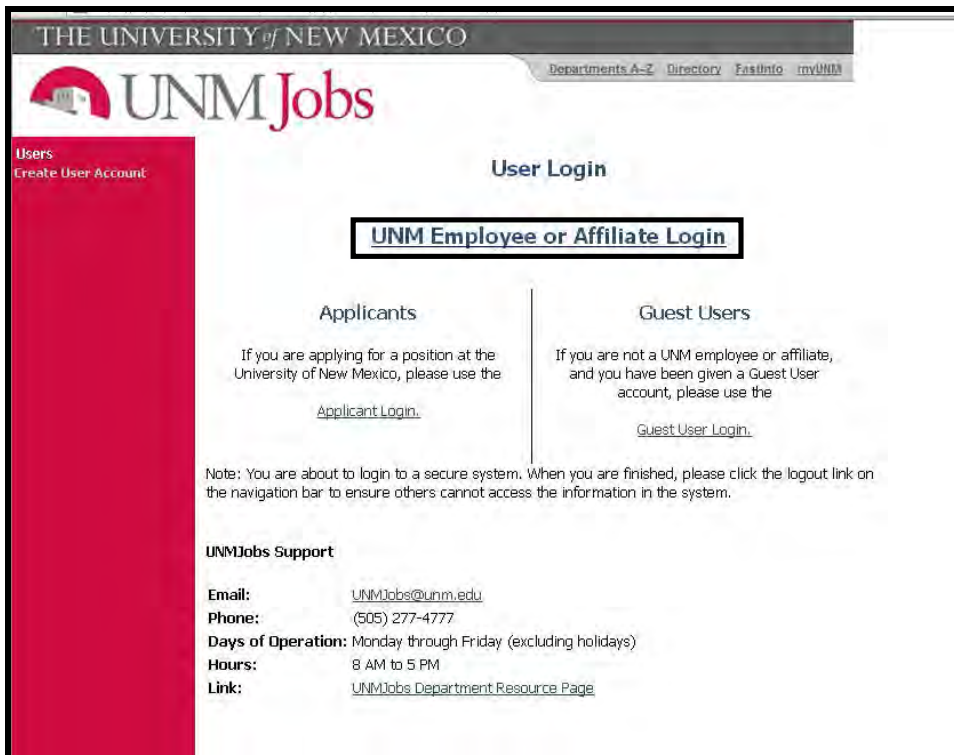 THE UNIVERSITY of NEW MEXICO
Departments A-Z Directory FastInfo myUNM
UNMJobs
Users
Create User Account
User Login
UNM Employee or Affiliate Login
Applicants
If you are applying for a position at the
University of New Mexico, please use the
Applicant Login.
Guest Users
If you are not a UNM employee or affiliate,
and you have been given a Guest User
account, please use the
Guest User Login.
Note: You are about to login to a secure system. When you are finished, please click the logout link on
the navigation bar to ensure others cannot access the information in the system.
UNMJobs Support
Email: UNMJobs@unm.edu
Phone: (505) 277-4777
Days of Operation: Monday through Friday (excluding holidays)
Hours: 8 AM to 5 PM
Link: UNMJobs Department Resource Page